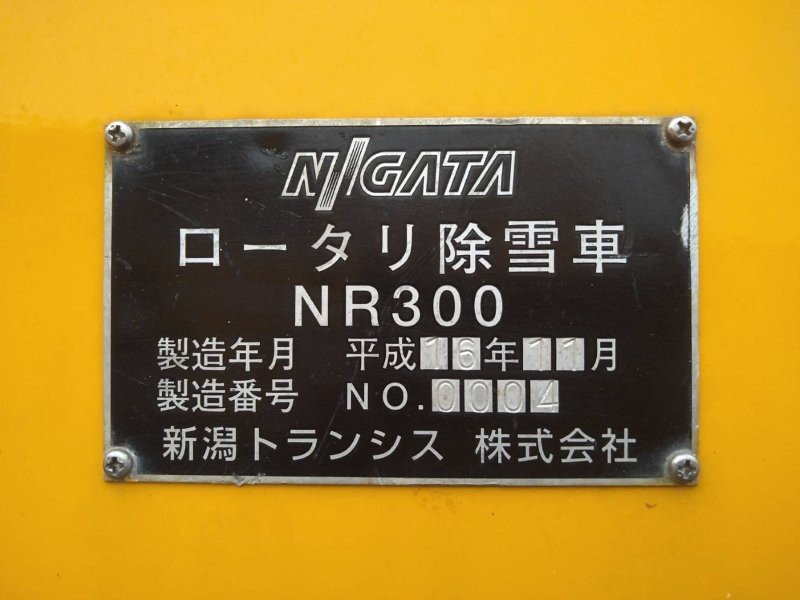 NIIGATA
ロータリ除雪車
NR300
製造年月 平成16年11月
製造番号 NO.0004
新潟トランシス 株式会社